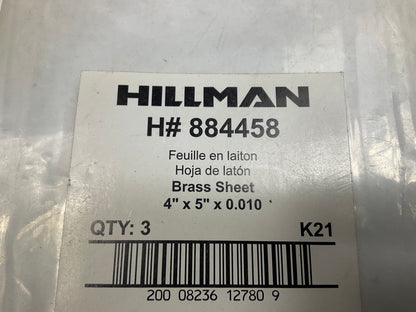 HILLMAN
H# 884458
Feuille en laiton
Hoja de latón
Brass Sheet
4" x 5" x 0.010
QTY: 3 K21
200 08236 12780 9